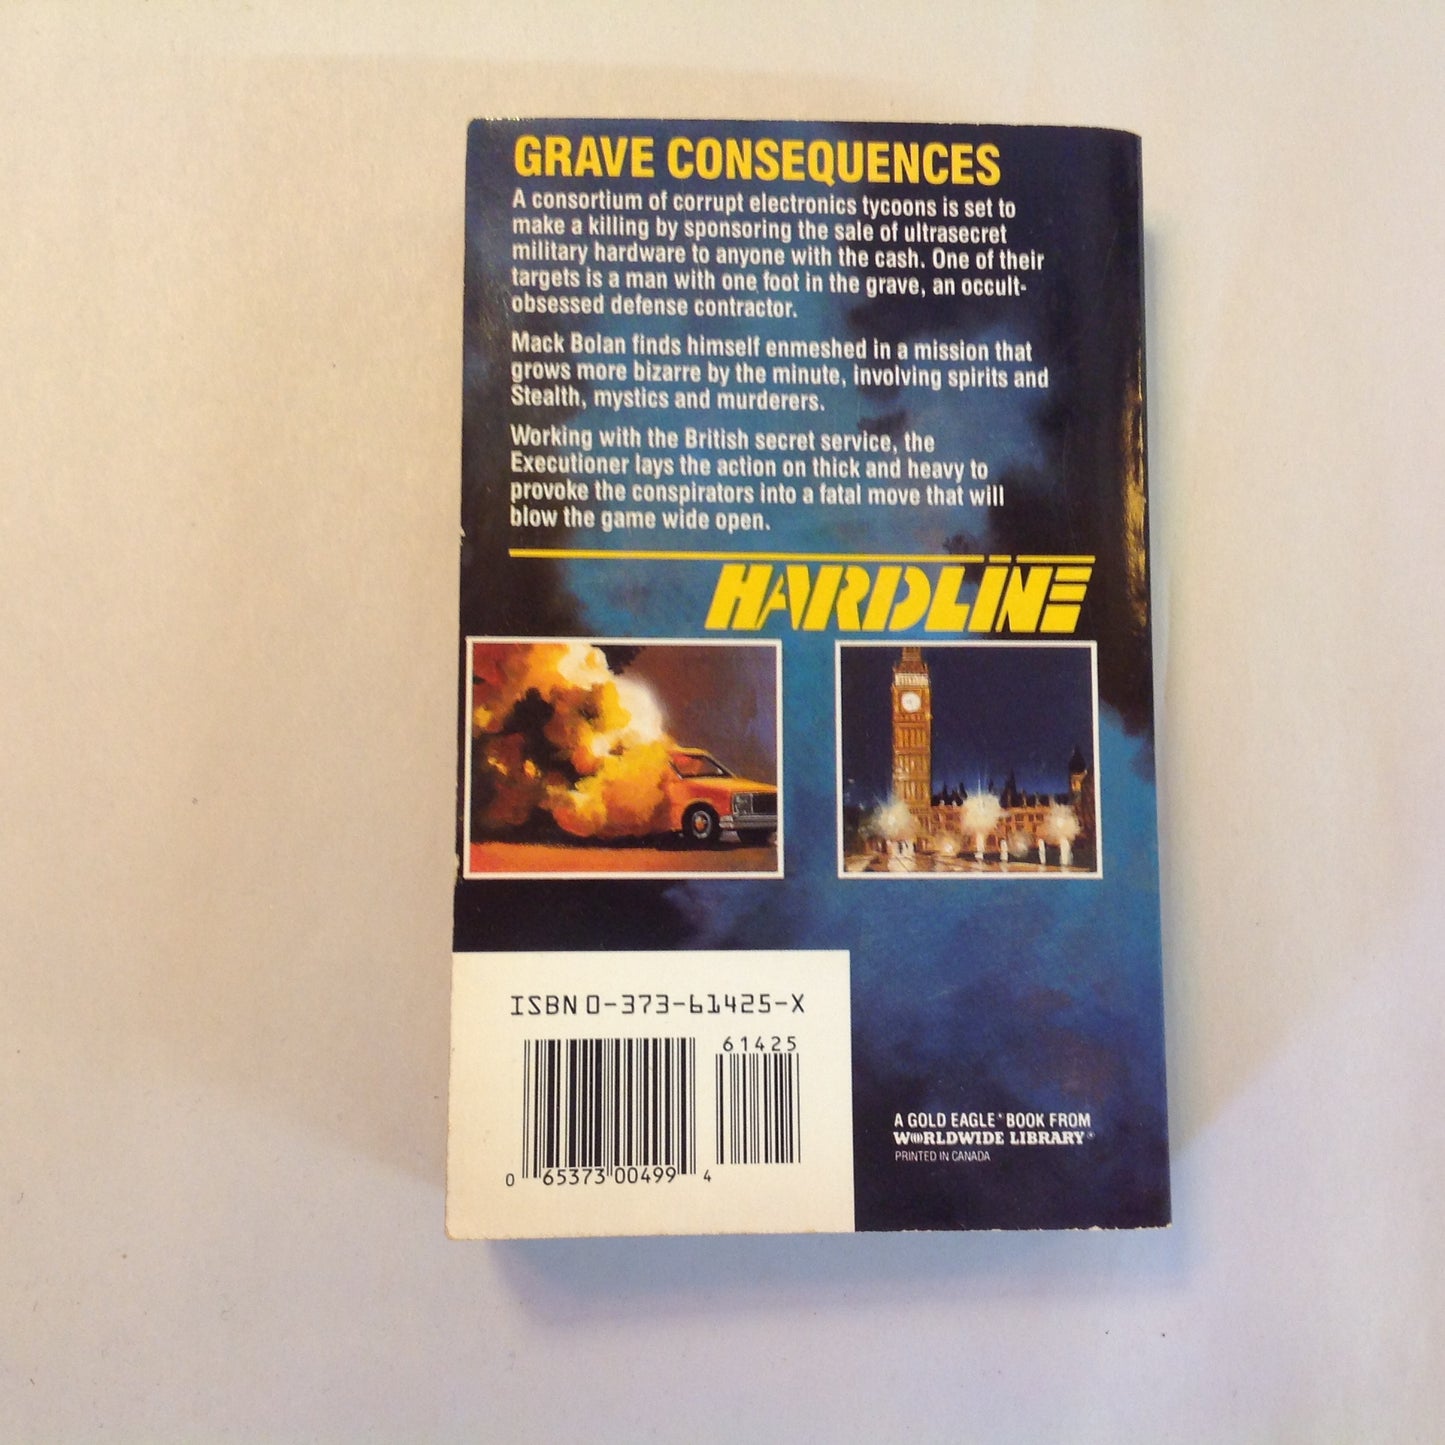 GRAVE CONSEQUENCES
A consortium of corrupt electronics tycoons is set to
make a killing by sponsoring the sale of ultrasecret
military hardware to anyone with the cash. One of their
targets is a man with one foot in the grave, an occult-
obsessed defense contractor.
Mack Bolan finds himself enmeshed in a mission that
grows more bizarre by the minute, involving spirits and
Stealth, mystics and murderers.
Working with the British secret service, the
Executioner lays the action on thick and heavy to
provoke the conspirators into a fatal move that will
blow the game wide open.
HARDLINE
ISBN 0-373-61425-X
61425
0 65373 00499 4
A GOLD EAGLE® BOOK FROM
WORLDWIDE LIBRARY®
PRINTED IN CANADA